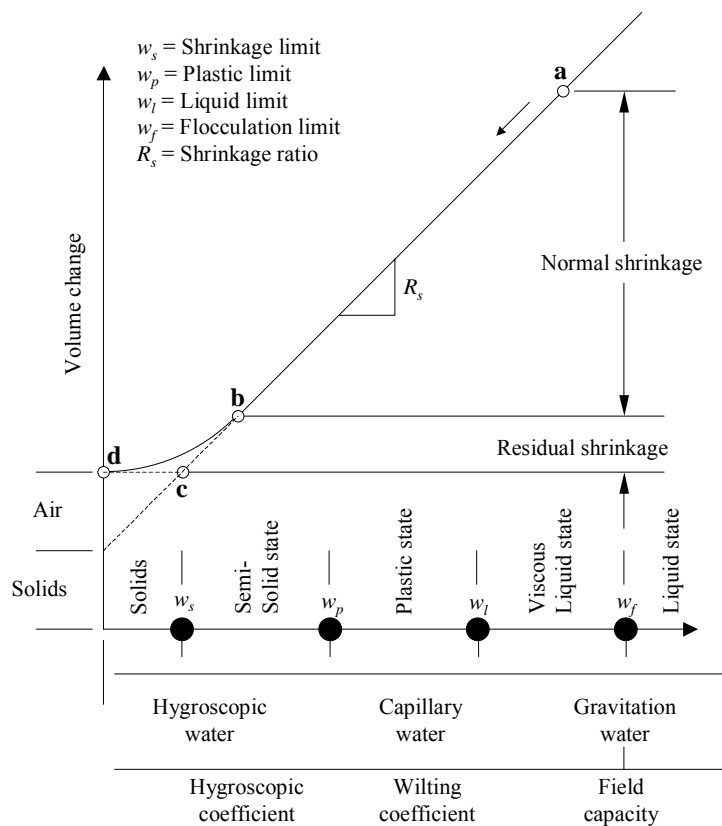 w_s = Shrinkage limit
w_p = Plastic limit
w_l = Liquid limit
w_f = Flocculation limit
R_s = Shrinkage ratio
a
Volume change
Normal shrinkage
R_s
b
Residual shrinkage
d
c
Air
Solids
Solids
w_s
Semi-
Solid state
w_p
Plastic state
w_l
Viscous
Liquid state
w_f
Liquid state
Hygroscopic
water
Capillary
water
Gravitation
water
Hygroscopic
coefficient
Wilting
coefficient
Field
capacity